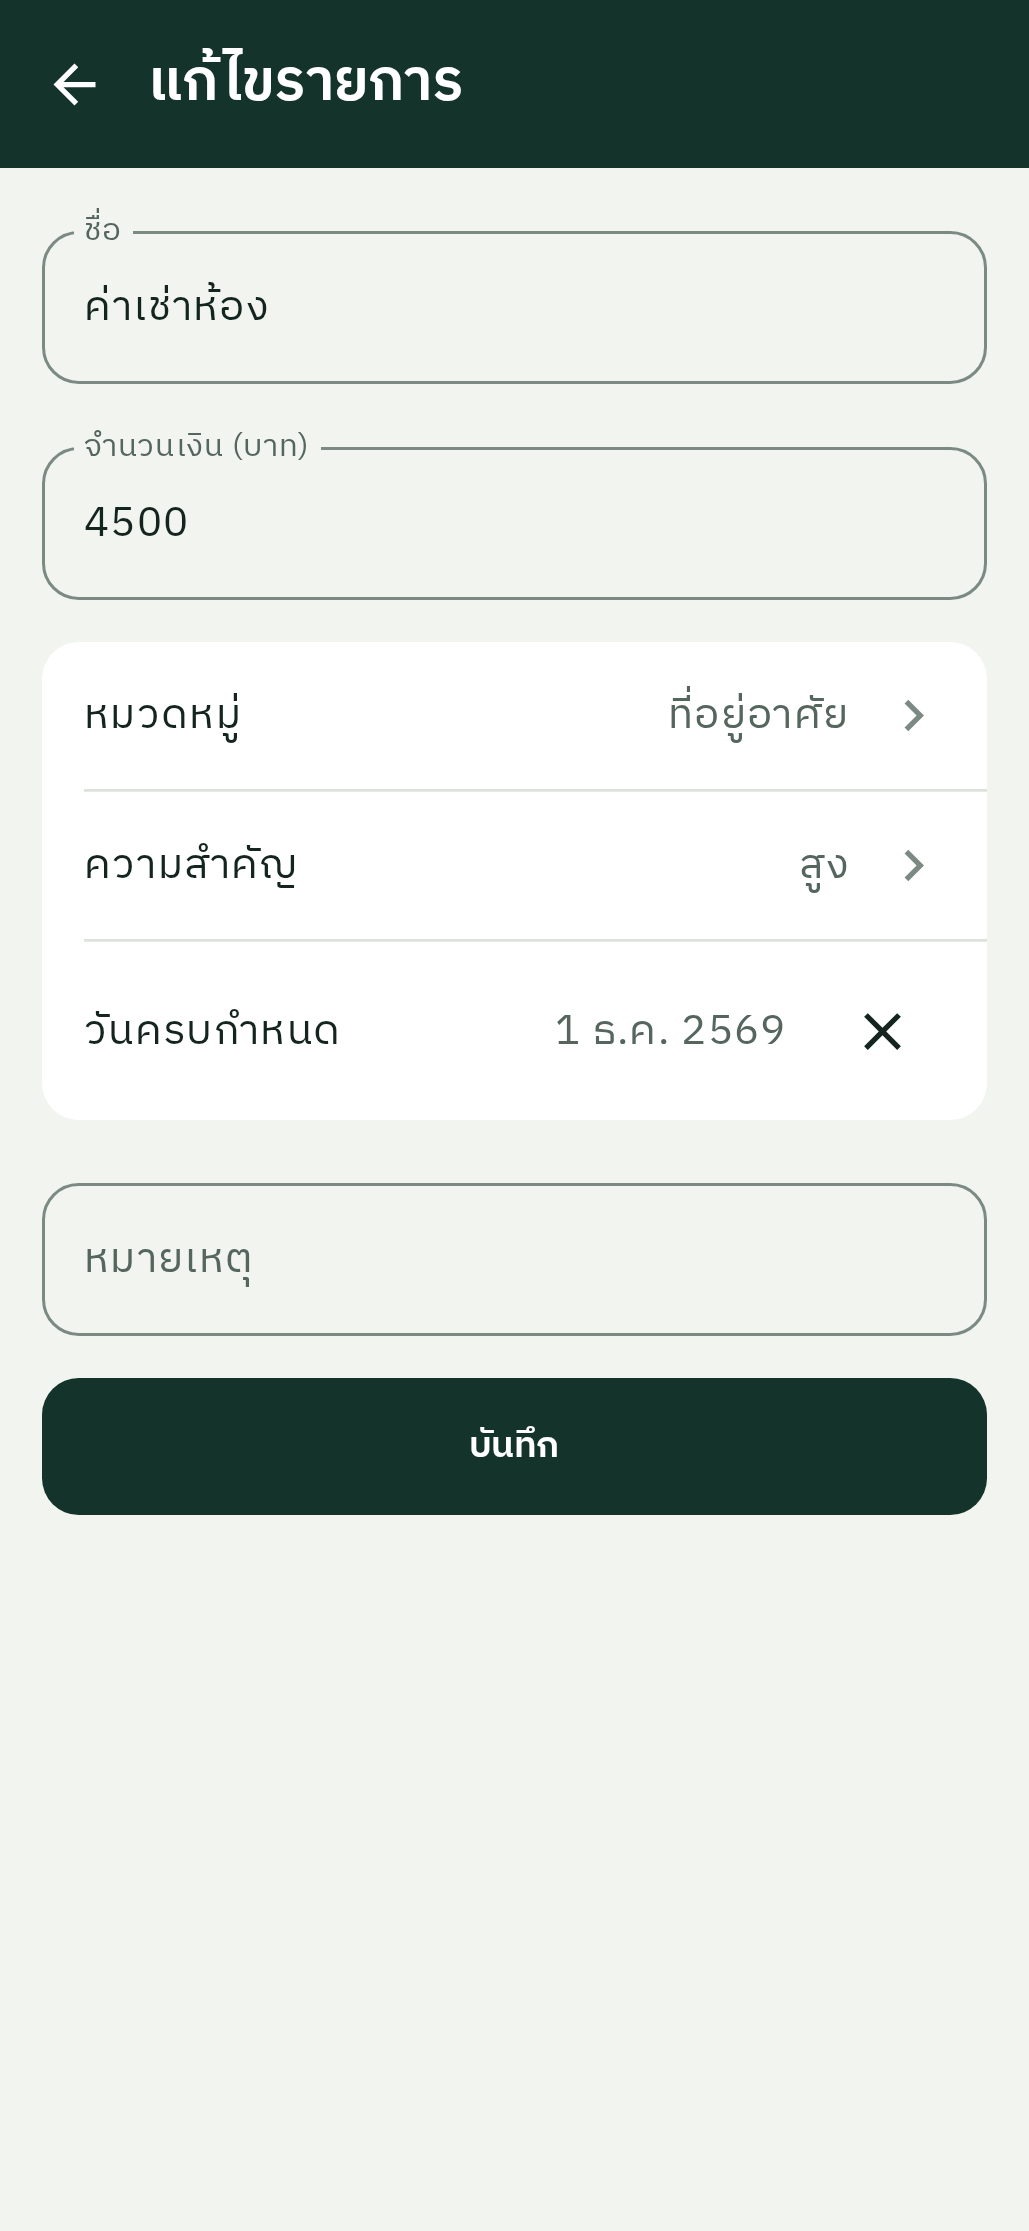 แก้ไขรายการ
ชื่อ
ค่าเช่าห้อง
จำนวนเงิน (บาท)
4500
หมวดหมู่ ที่อยู่อาศัย
ความสำคัญ สูง
วันครบกำหนด 1 ธ.ค. 2569
หมายเหตุ
บันทึก